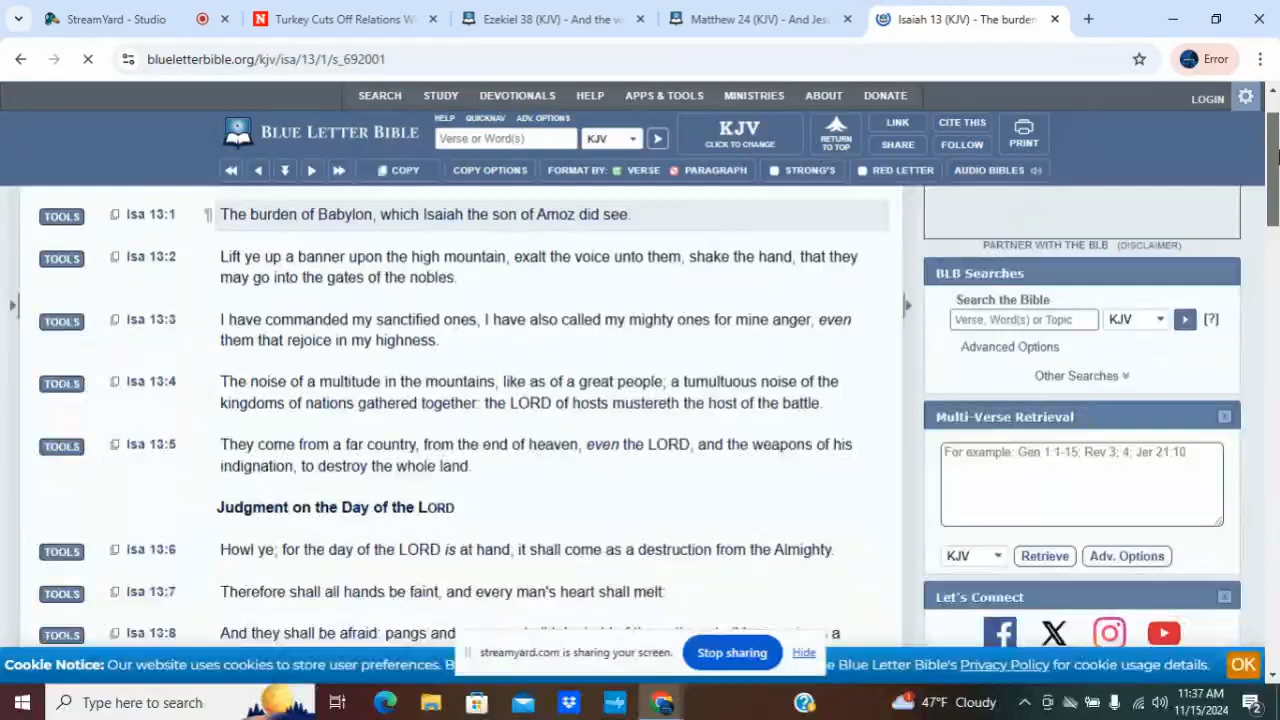 StreamYard - Studio
Turkey Cuts Off Relations W
Ezekiel 38 (KJV) - And the w
Matthew 24 (KJV) - And Jes
Isaiah 13 (KJV) - The burden
blueletterbible.org/kjv/isa/13/1/s_692001
Error
SEARCH STUDY DEVOTIONALS HELP APPS & TOOLS MINISTRIES ABOUT DONATE
LOGIN
BLUE LETTER BIBLE
HELP QUICKNAV ADV. OPTIONS
Verse or Word(s) KJV
KJV
CLICK TO CHANGE
RETURN
TO TOP
LINK CITE THIS
SHARE FOLLOW
PRINT
COPY COPY OPTIONS FORMAT BY: VERSE PARAGRAPH STRONG'S RED LETTER AUDIO BIBLES
TOOLS Isa 13:1 ¶ The burden of Babylon, which Isaiah the son of Amoz did see.
TOOLS Isa 13:2 Lift ye up a banner upon the high mountain, exalt the voice unto them, shake the hand, that they
may go into the gates of the nobles.
TOOLS Isa 13:3 I have commanded my sanctified ones, I have also called my mighty ones for mine anger, even
them that rejoice in my highness.
TOOLS Isa 13:4 The noise of a multitude in the mountains, like as of a great people; a tumultuous noise of the
kingdoms of nations gathered together: the LORD of hosts mustereth the host of the battle.
TOOLS Isa 13:5 They come from a far country, from the end of heaven, even the LORD, and the weapons of his
indignation, to destroy the whole land.
Judgment on the Day of the LORD
TOOLS Isa 13:6 Howl ye; for the day of the LORD is at hand; it shall come as a destruction from the Almighty.
TOOLS Isa 13:7 Therefore shall all hands be faint, and every man's heart shall melt:
TOOLS Isa 13:8 And they shall be afraid: pangs and
PARTNER WITH THE BLB (DISCLAIMER)
BLB Searches
Search the Bible
Verse, Word(s) or Topic KJV [?]
Advanced Options
Other Searches
Multi-Verse Retrieval
For example: Gen 1:1-15; Rev 3; 4; Jer 21:10
KJV Retrieve Adv. Options
Let's Connect
streamyard.com is sharing your screen. Stop sharing Hide
Cookie Notice: Our website uses cookies to store user preferences. B
e Blue Letter Bible's Privacy Policy for cookie usage details. OK
Type here to search
47°F Cloudy
11:37 AM
11/15/2024
2